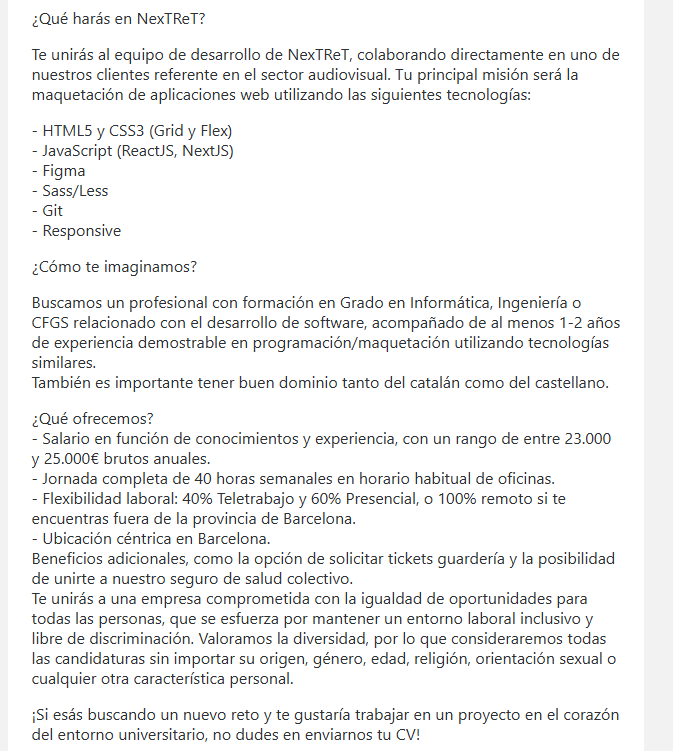 ¿Qué harás en NexTReT?
Te unirás al equipo de desarrollo de NexTReT, colaborando directamente en uno de
nuestros clientes referente en el sector audiovisual. Tu principal misión será la
maquetación de aplicaciones web utilizando las siguientes tecnologías:
- HTML5 y CSS3 (Grid y Flex)
- JavaScript (ReactJS, NextJS)
- Figma
- Sass/Less
- Git
- Responsive
¿Cómo te imaginamos?
Buscamos un profesional con formación en Grado en Informática, Ingeniería o
CFGS relacionado con el desarrollo de software, acompañado de al menos 1-2 años
de experiencia demostrable en programación/maquetación utilizando tecnologías
similares.
También es importante tener buen dominio tanto del catalán como del castellano.
¿Qué ofrecemos?
- Salario en función de conocimientos y experiencia, con un rango de entre 23.000
y 25.000€ brutos anuales.
- Jornada completa de 40 horas semanales en horario habitual de oficinas.
- Flexibilidad laboral: 40% Teletrabajo y 60% Presencial, o 100% remoto si te
encuentras fuera de la provincia de Barcelona.
- Ubicación céntrica en Barcelona.
Beneficios adicionales, como la opción de solicitar tickets guardería y la posibilidad
de unirte a nuestro seguro de salud colectivo.
Te unirás a una empresa comprometida con la igualdad de oportunidades para
todas las personas, que se esfuerza por mantener un entorno laboral inclusivo y
libre de discriminación. Valoramos la diversidad, por lo que consideraremos todas
las candidaturas sin importar su origen, género, edad, religión, orientación sexual o
cualquier otra característica personal.
¡Si esás buscando un nuevo reto y te gustaría trabajar en un proyecto en el corazón
del entorno universitario, no dudes en enviarnos tu CV!